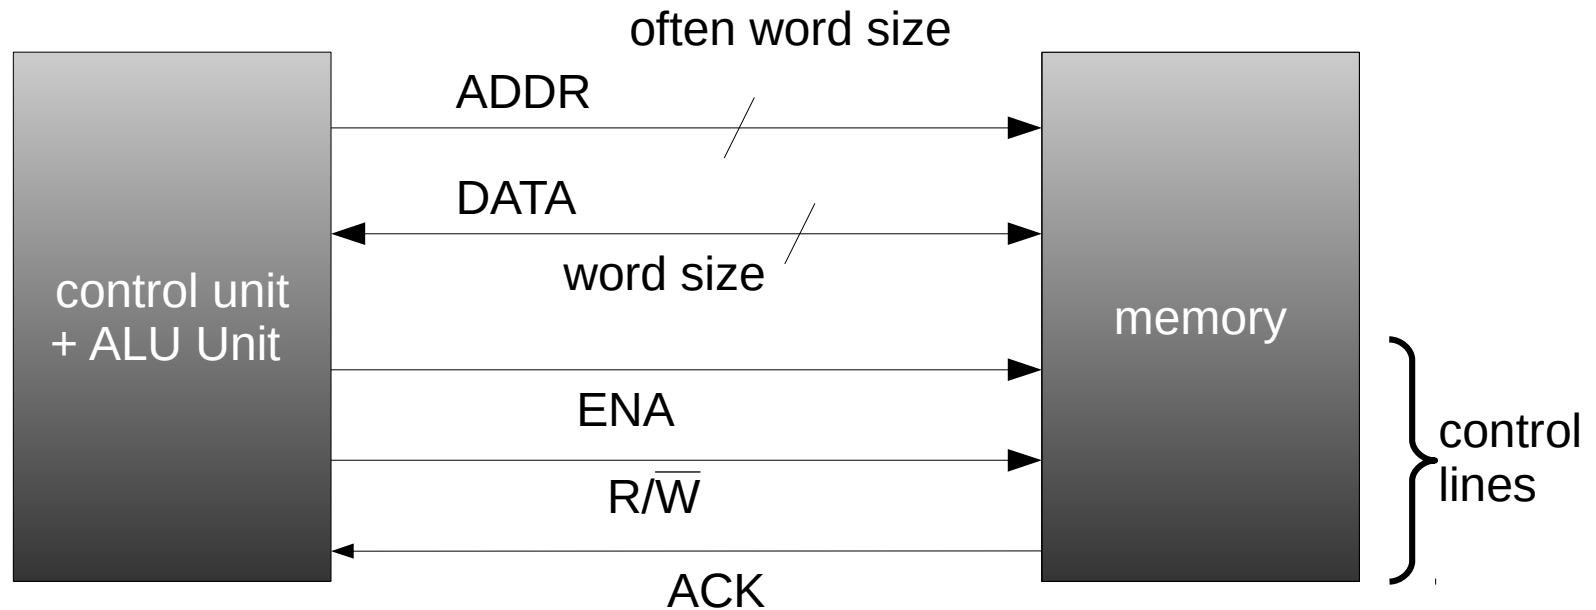 often word size
ADDR
DATA
word size
control unit
+ ALU Unit
memory
ENA
R/W̅
ACK
control
lines